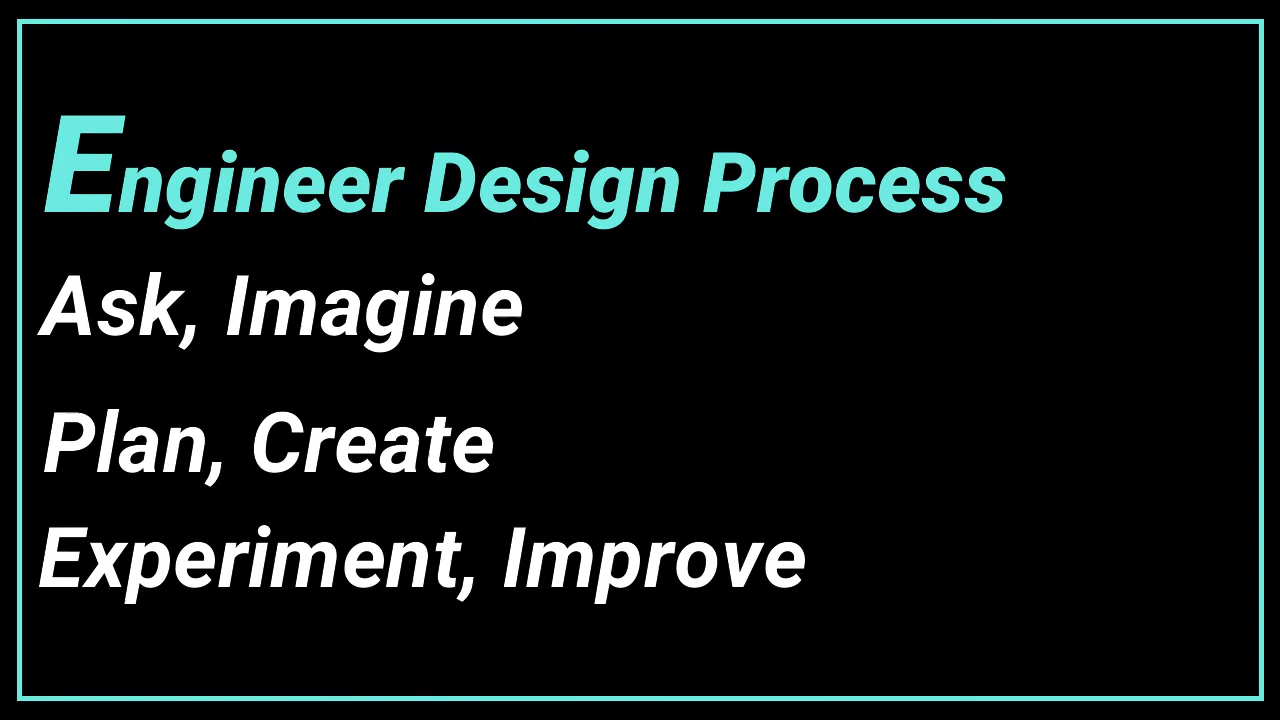 Engineer Design Process
Ask, Imagine
Plan, Create
Experiment, Improve